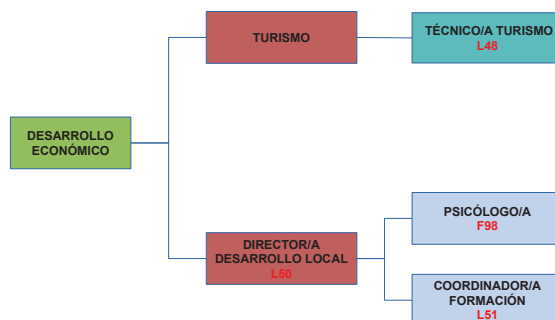 TURISMO
TÉCNICO/A TURISMO
L48
DESARROLLO
ECONÓMICO
DIRECTOR/A
DESARROLLO LOCAL
L50
PSICÓLOGO/A
F98
COORDINADOR/A
FORMACIÓN
L51